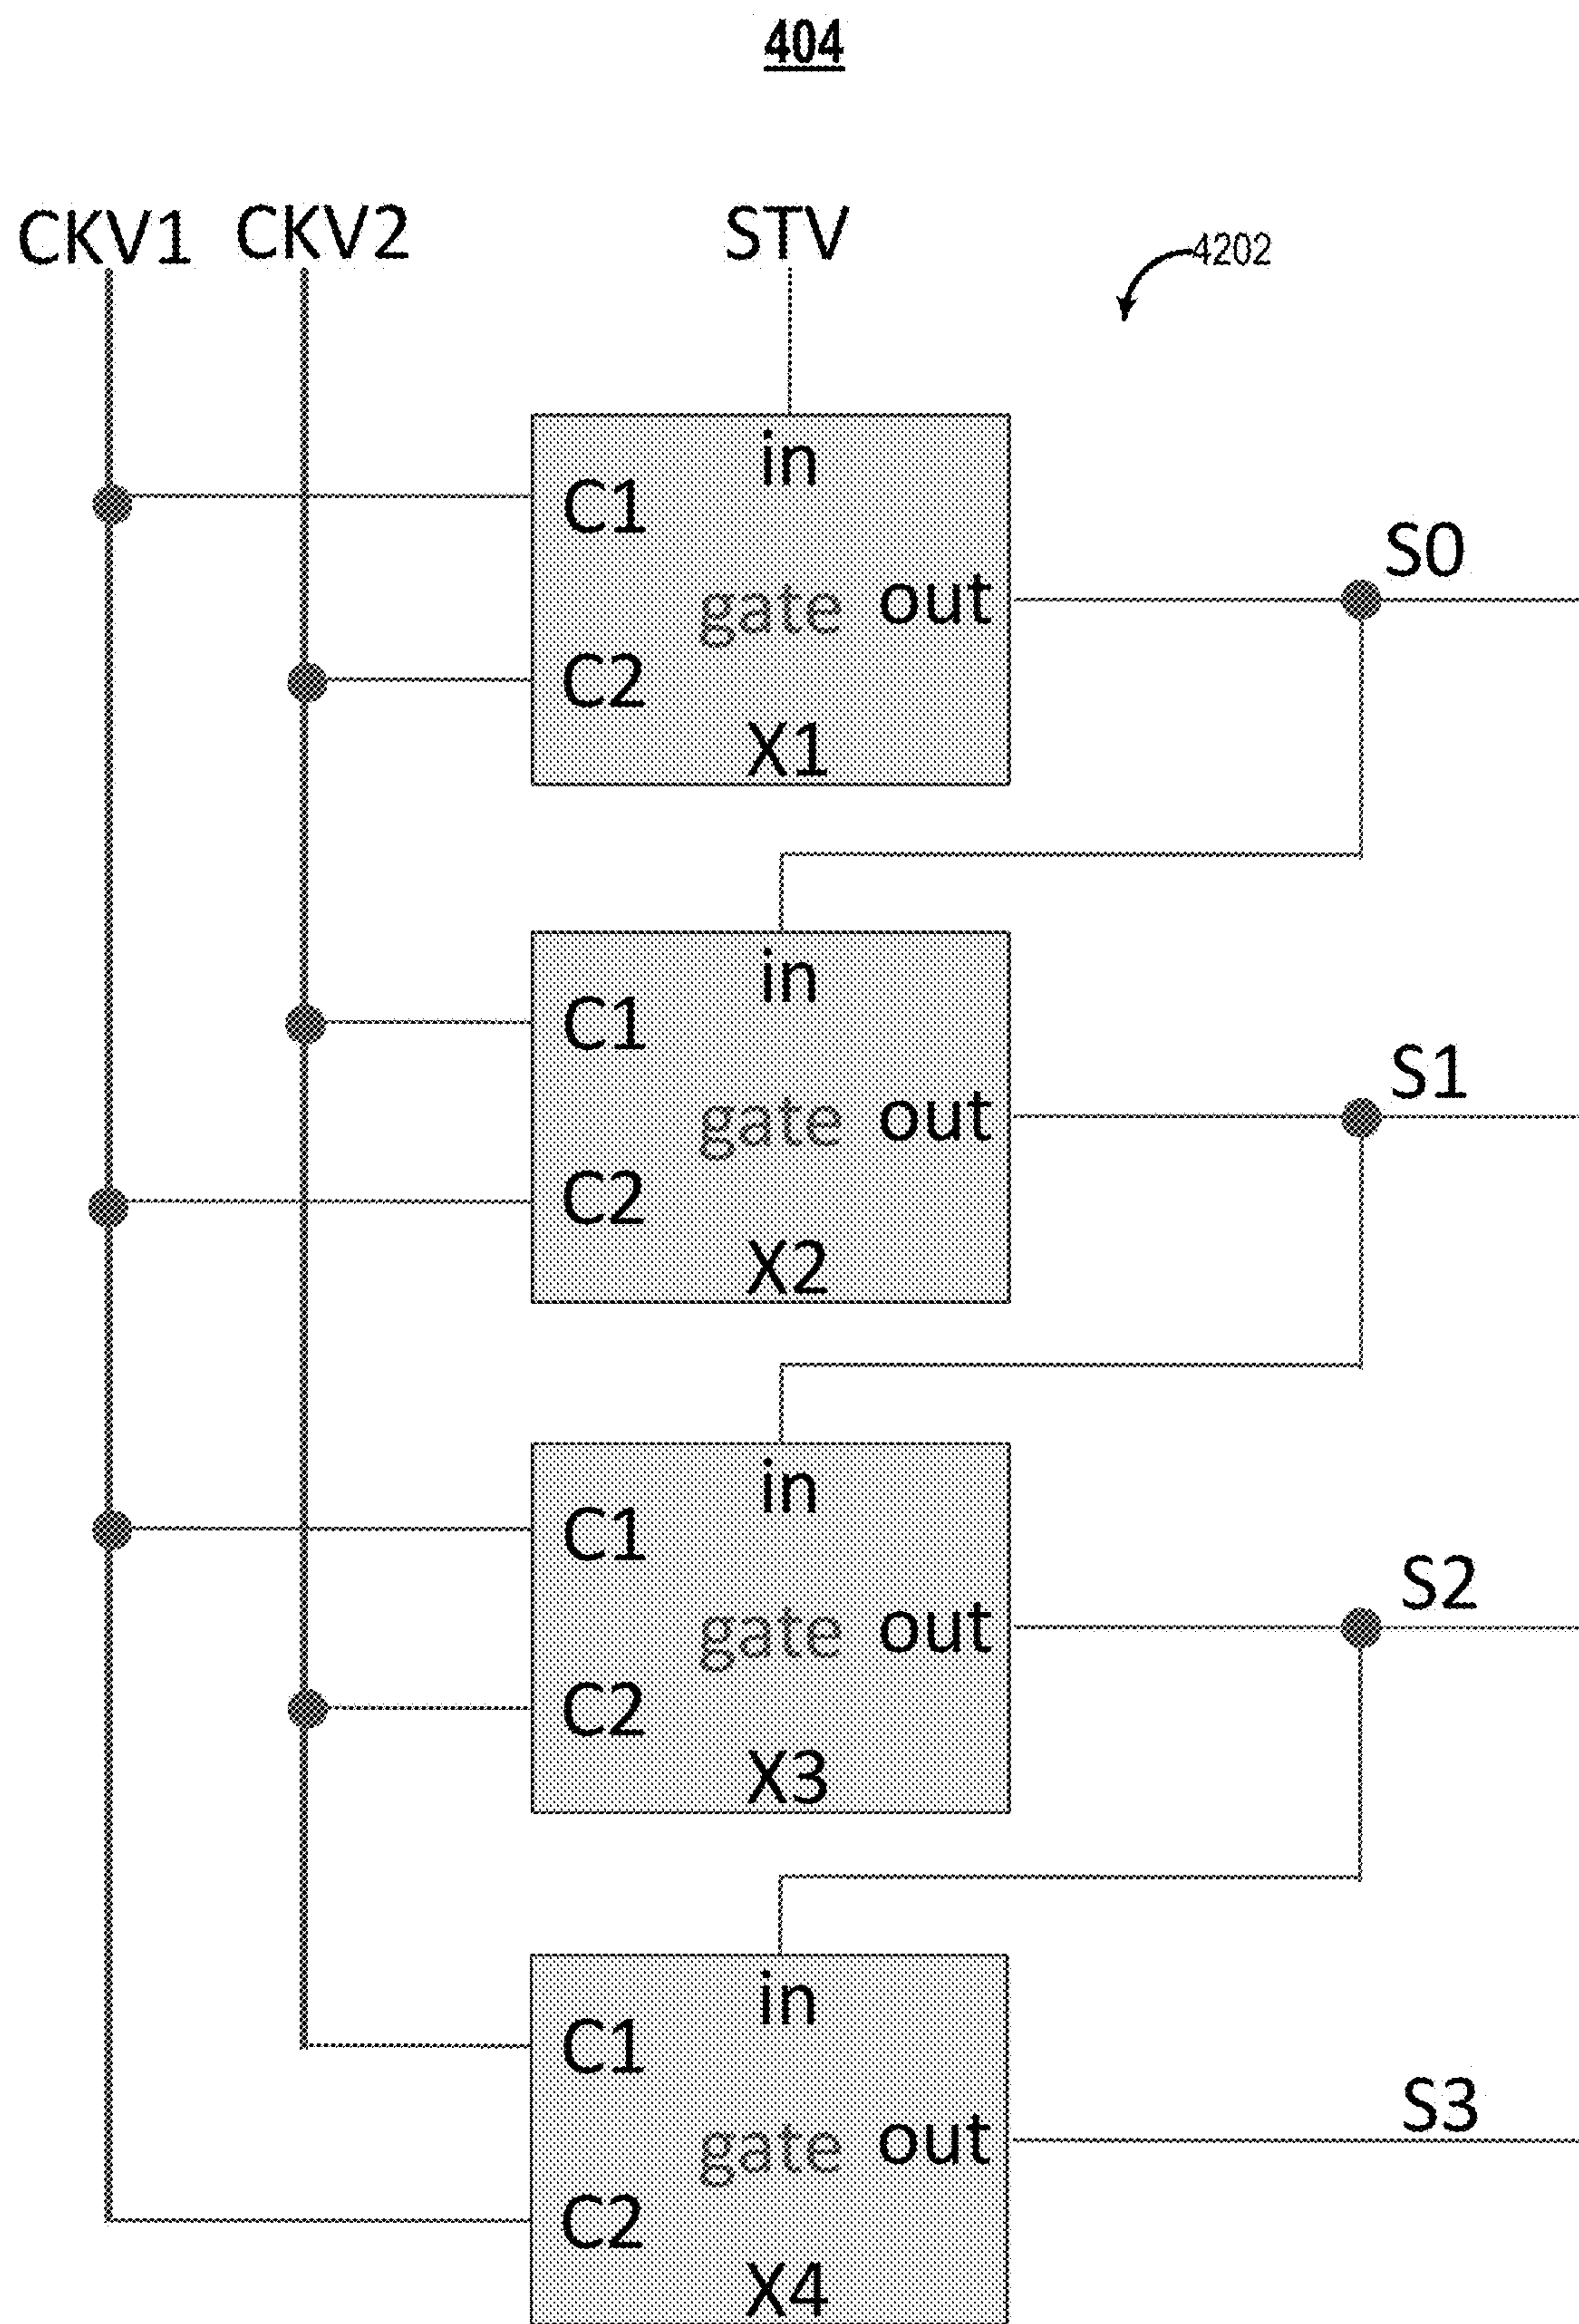 404
CKV1 CKV2 STV
4202
in
C1
S0
gate out
C2
X1
in
C1
S1
gate out
C2
X2
in
C1
S2
gate out
C2
X3
in
C1
S3
gate out
C2
X4